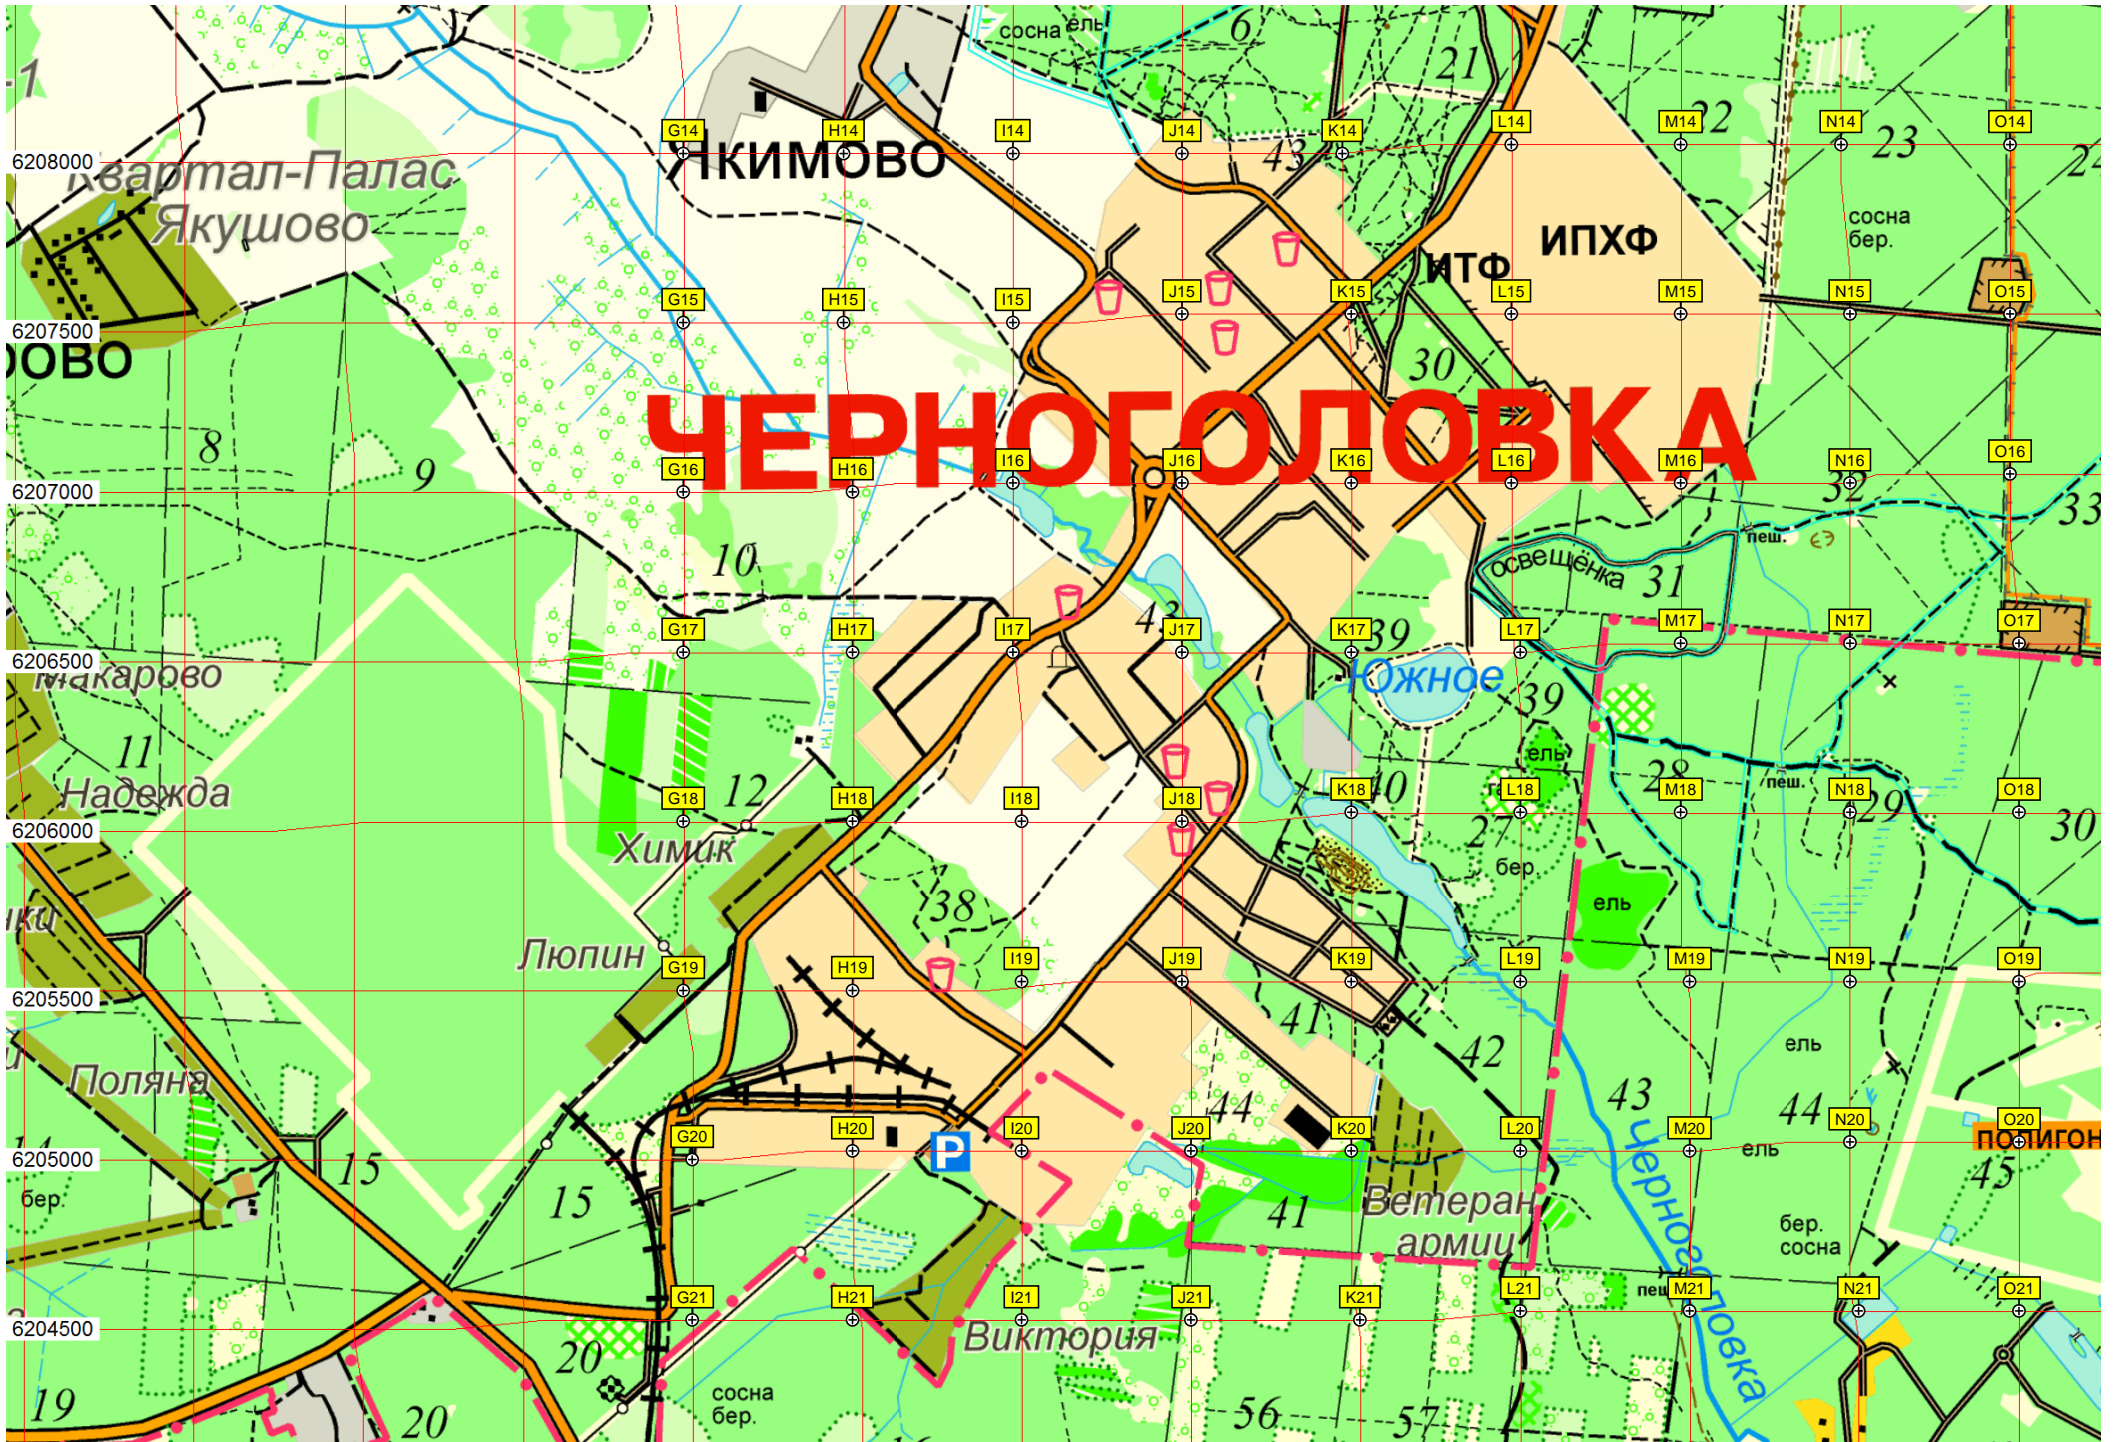 сосна
ель
6
21
-1
G14
H14
I14
J14
K14
L14
M14
22
N14
O14
23
24
6208000
Квартал-Палас
Якушово
ЯКИМОВО
43
сосна
бер.
ИПХФ
ИТФ
G15
H15
I15
J15
K15
L15
M15
N15
O15
6207500
РОВО
30
ЧЕРНОГОЛОВКА
8
9
G16
H16
I16
J16
K16
L16
M16
N16
O16
6207000
32
33
пеш.
освещёнка
31
10
G17
H17
I17
43
J17
K17
39
L17
M17
N17
O17
6206500
Макарово
Южное
39
11
ель
Надежда
G18
12
H18
I18
J18
K18
40
L18
28
M18
пеш.
N18
29
O18
6206000
27
30
Химик
бер.
38
ель
Люпин
G19
H19
I19
J19
K19
L19
M19
N19
O19
6205500
41
42
ель
Поляна
43
44
44
G20
H20
I20
J20
K20
L20
M20
N20
O20
6205000
P
14
15
ель
ПОЛИГОН
45
бер.
15
41
Ветеран
армии
бер.
сосна
Черноголовка
G21
H21
I21
J21
K21
L21
пеш.
M21
N21
O21
6204500
Виктория
20
19
20
сосна
бер.
56
57